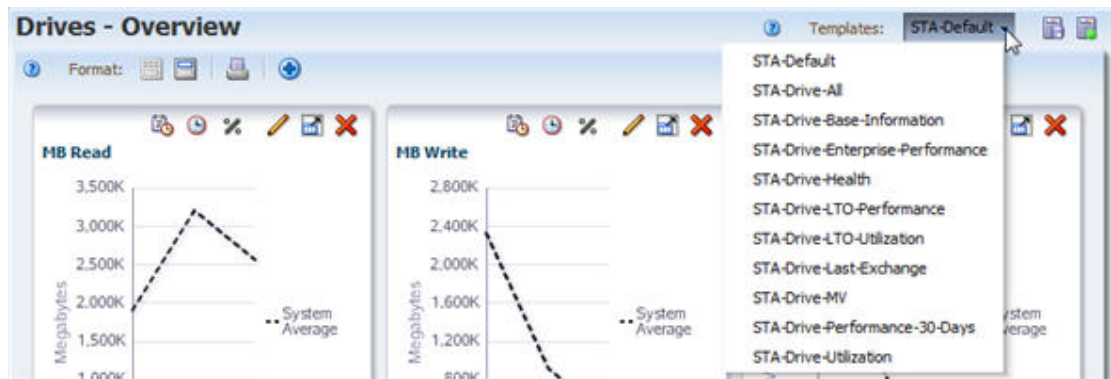 Drives - Overview
Templates: STA-Default
Format:
STA-Default
STA-Drive-All
STA-Drive-Base-Information
STA-Drive-Enterprise-Performance
STA-Drive-Health
STA-Drive-LTO-Performance
STA-Drive-LTO-Utilization
STA-Drive-Last-Exchange
STA-Drive-MV
STA-Drive-Performance-30-Days
STA-Drive-Utilization
MB Read
3,500K
3,000K
2,500K
2,000K
1,500K
1,000K
Megabytes
System
Average
MB Write
2,800K
2,400K
2,000K
1,600K
1,200K
800K
Megabytes
System
Average
ystem
verage